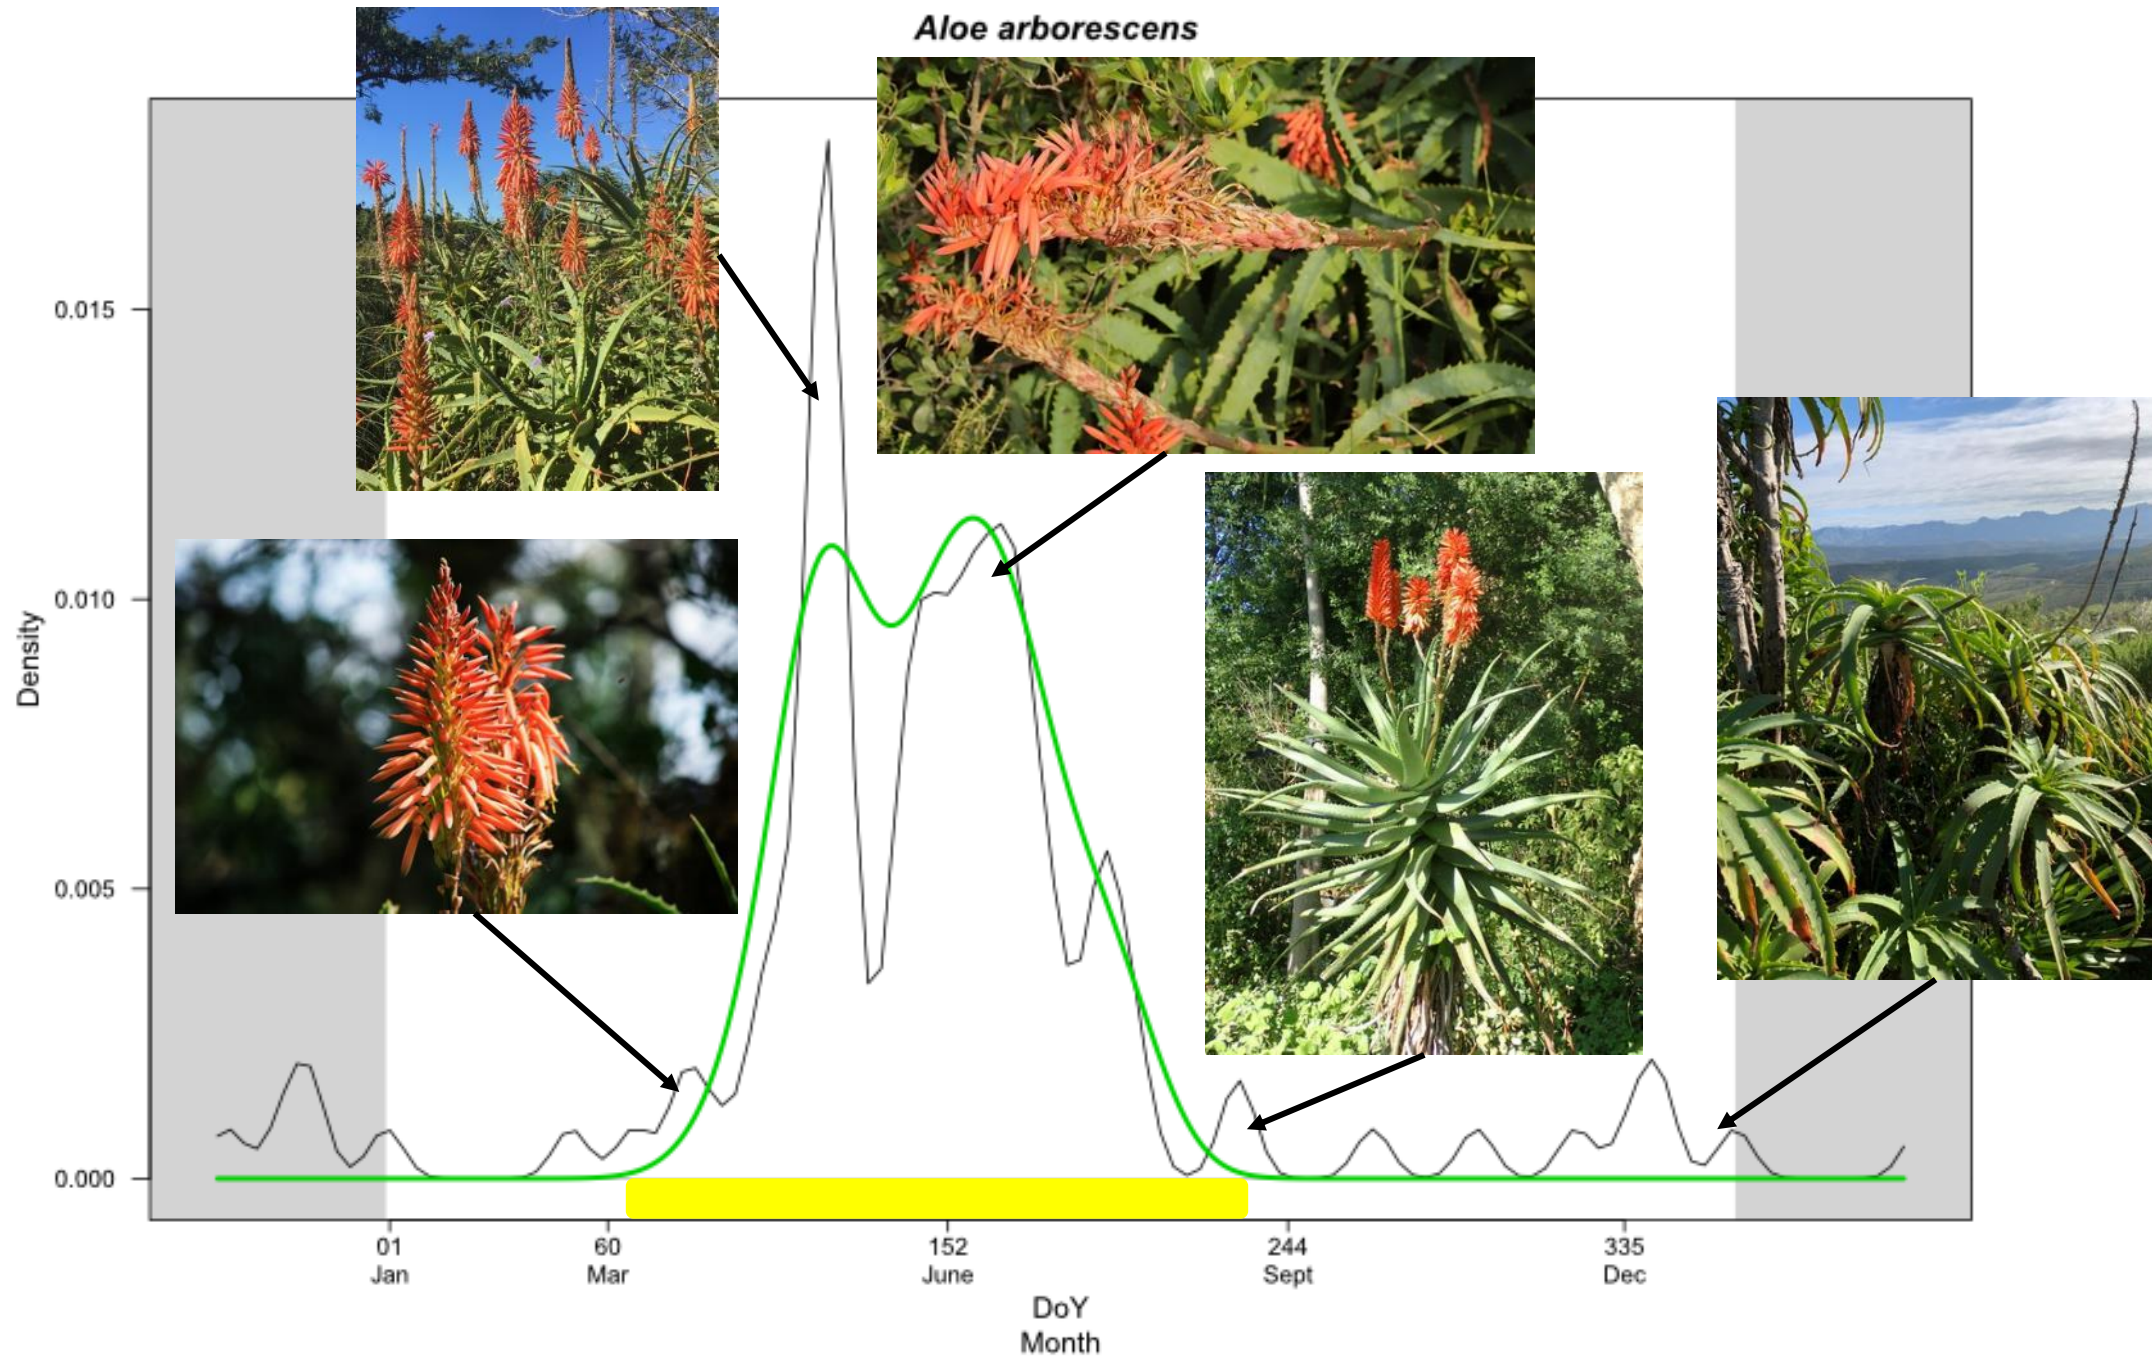 Aloe arborescens
0.015
0.010
0.005
0.000
Density
01 60 152 244 335
Jan Mar June Sept Dec
DoY
Month